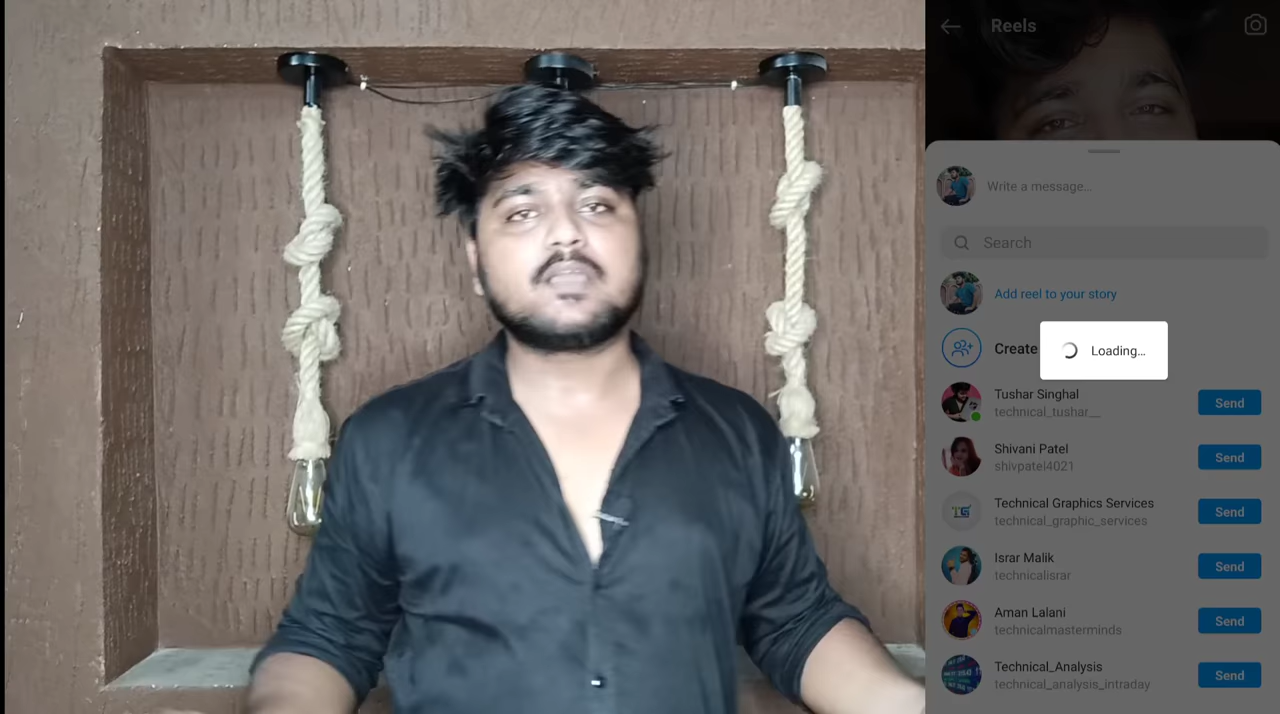 Reels
Write a message...
Search
Add reel to your story
Create
Loading...
Tushar Singhal
technical_tushar__
Send
Shivani Patel
shivpatel4021
Send
Technical Graphics Services
technical_graphic_services
Send
Israr Malik
technicalisrar
Send
Aman Lalani
technicalmasterminds
Send
Technical_Analysis
technical_analysis_intraday
Send